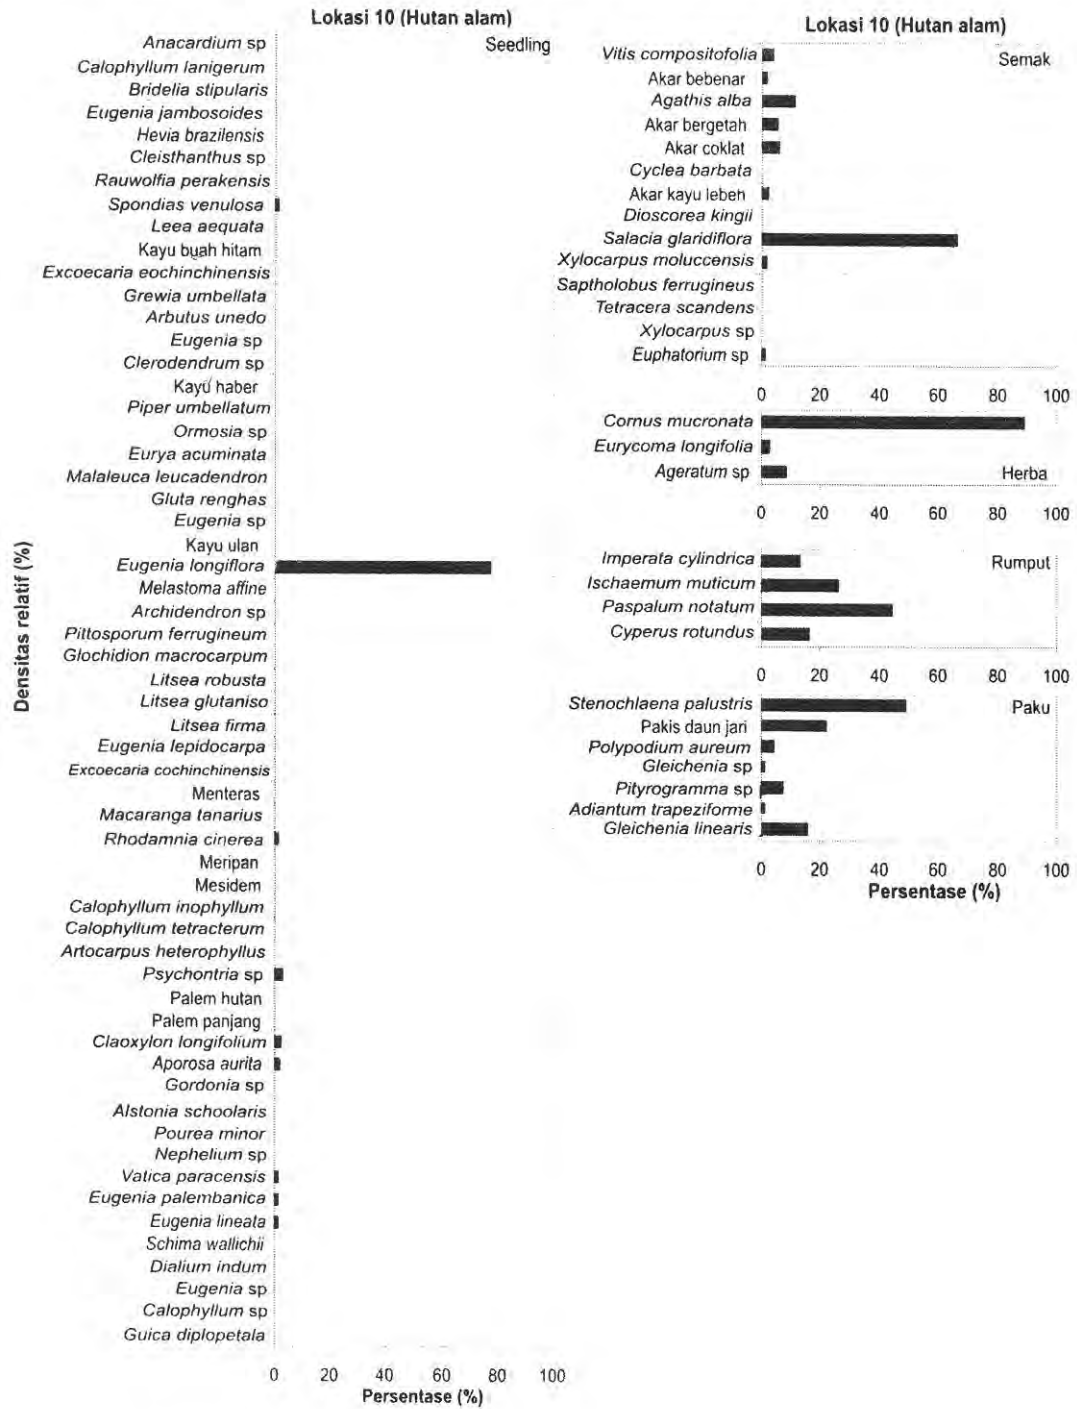 Lokasi 10 (Hutan alam)
Seedling
Anacardium sp
Calophyllum lanigerum
Bridelia stipularis
Eugenia jambosoides
Hevia brazilensis
Cleisthanthus sp
Rauwolfia perakensis
Spondias venulosa
Leea aequata
Kayu buah hitam
Excoecaria eochinchinensis
Grewia umbellata
Arbutus unedo
Eugenia sp
Clerodendrum sp
Kayu haber
Piper umbellatum
Ormosia sp
Eurya acuminata
Malaleuca leucadendron
Gluta renghas
Eugenia sp
Kayu ulan
Eugenia longiflora
Melastoma affine
Archidendron sp
Pittosporum ferrugineum
Glochidion macrocarpum
Litsea robusta
Litsea glutaniso
Litsea firma
Eugenia lepidocarpa
Excoecaria cochinchinensis
Menteras
Macaranga tanarius
Rhodamnia cinerea
Meripan
Mesidem
Calophyllum inophyllum
Calophyllum tetracterum
Artocarpus heterophyllus
Psychontria sp
Palem hutan
Palem panjang
Claoxylon longifolium
Aporosa aurita
Gordonia sp
Alstonia schoolaris
Pourea minor
Nephelium sp
Vatica paracensis
Eugenia palembanica
Eugenia lineata
Schima wallichii
Dialium indum
Eugenia sp
Calophyllum sp
Guica diplopetala
0 20 40 60 80 100
Persentase (%)
Densitas relatif (%)
Lokasi 10 (Hutan alam)
Semak
Vitis compositofolia
Akar bebenar
Agathis alba
Akar bergetah
Akar coklat
Cyclea barbata
Akar kayu leben
Dioscorea kingii
Salacia glaridiflora
Xylocarpus moluccensis
Saptholobus ferrugineus
Tetracera scandens
Xylocarpus sp
Euphatorium sp
0 20 40 60 80 100
Cornus mucronata
Eurycoma longifolia
Ageratum sp
Herba
0 20 40 60 80 100
Imperata cylindrica
Rumput
Ischaemum muticum
Paspalum notatum
Cyperus rotundus
0 20 40 60 80 100
Stenochlaena palustris
Paku
Pakis daun jari
Polypodium aureum
Gleichenia sp
Pityrogramma sp
Adiantum trapeziforme
Gleichenia linearis
0 20 40 60 80 100
Persentase (%)